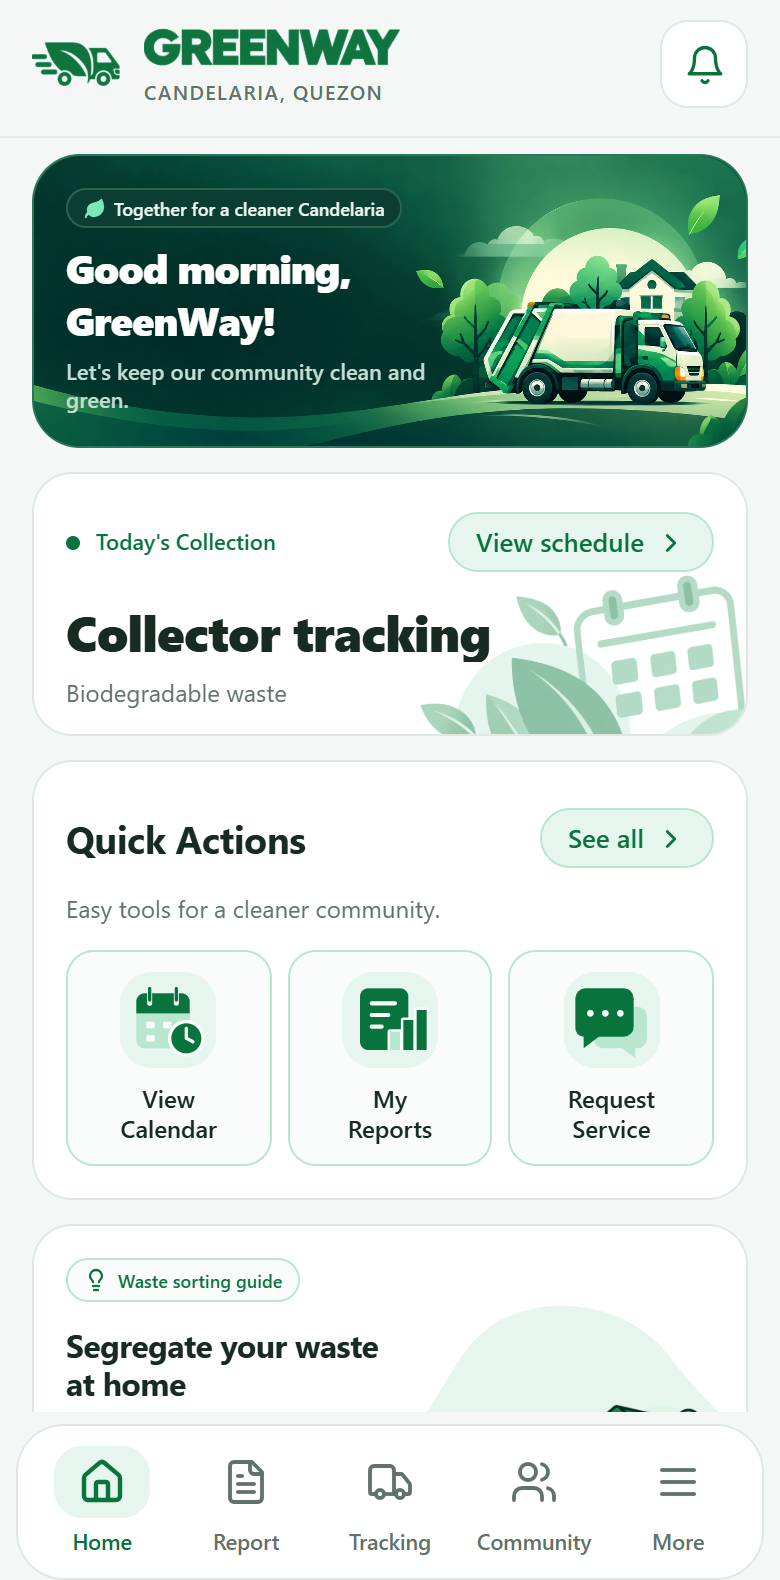 GREENWAY
CANDELARIA, QUEZON
Together for a cleaner Candelaria
Good morning,
GreenWay!
Let's keep our community clean and
green.
Today's Collection
View schedule
Collector tracking
Biodegradable waste
Quick Actions
See all
Easy tools for a cleaner community.
View
Calendar
My
Reports
Request
Service
Waste sorting guide
Segregate your waste
at home
Home
Report
Tracking
Community
More